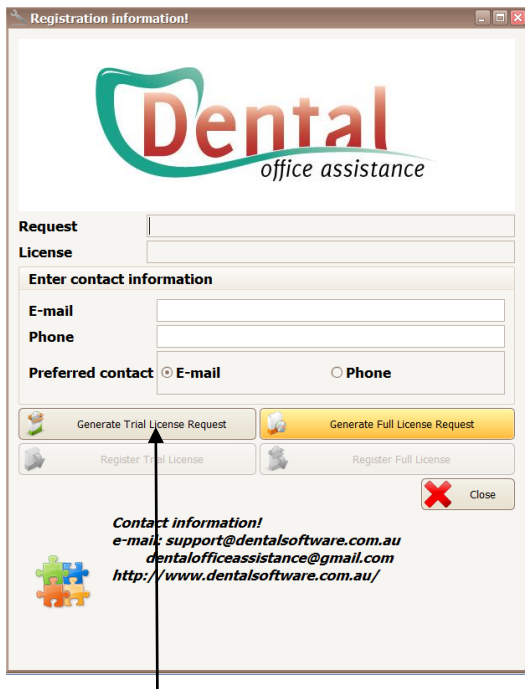 Registration information!
Dental
office assistance
Request
License
Enter contact information
E-mail
Phone
Preferred contact E-mail Phone
Generate Trial License Request Generate Full License Request
Register Trial License Register Full License
Close
Contact information!
e-mail: support@dentalsoftware.com.au
dentalofficeassistance@gmail.com
http://www.dentalsoftware.com.au/